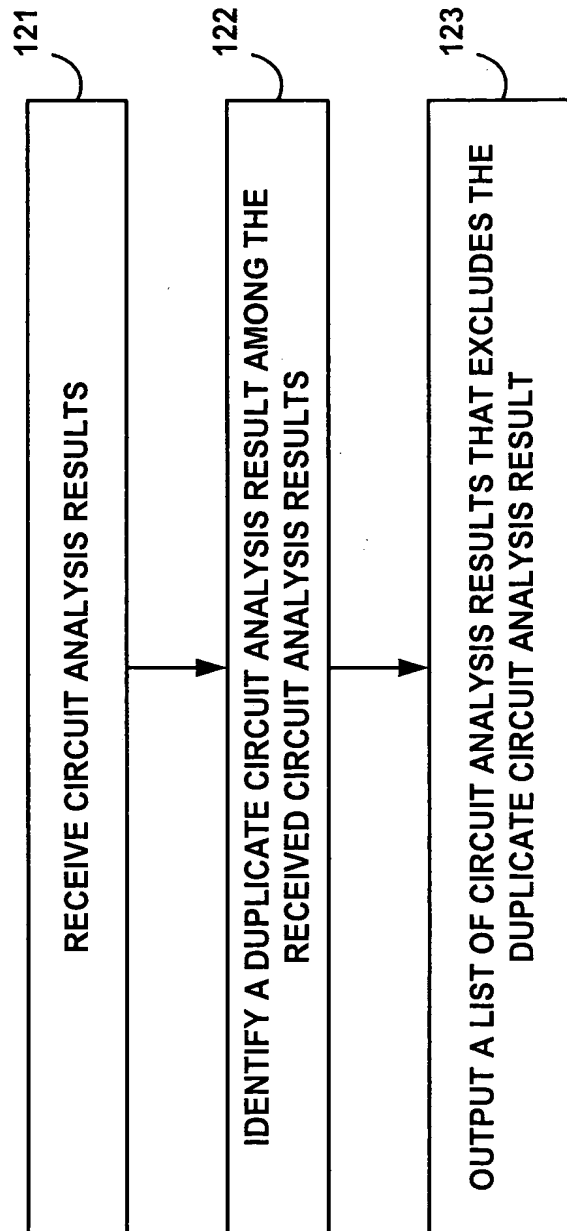 121
RECEIVE CIRCUIT ANALYSIS RESULTS
122
IDENTIFY A DUPLICATE CIRCUIT ANALYSIS RESULT AMONG THE
RECEIVED CIRCUIT ANALYSIS RESULTS
123
OUTPUT A LIST OF CIRCUIT ANALYSIS RESULTS THAT EXCLUDES THE
DUPLICATE CIRCUIT ANALYSIS RESULT